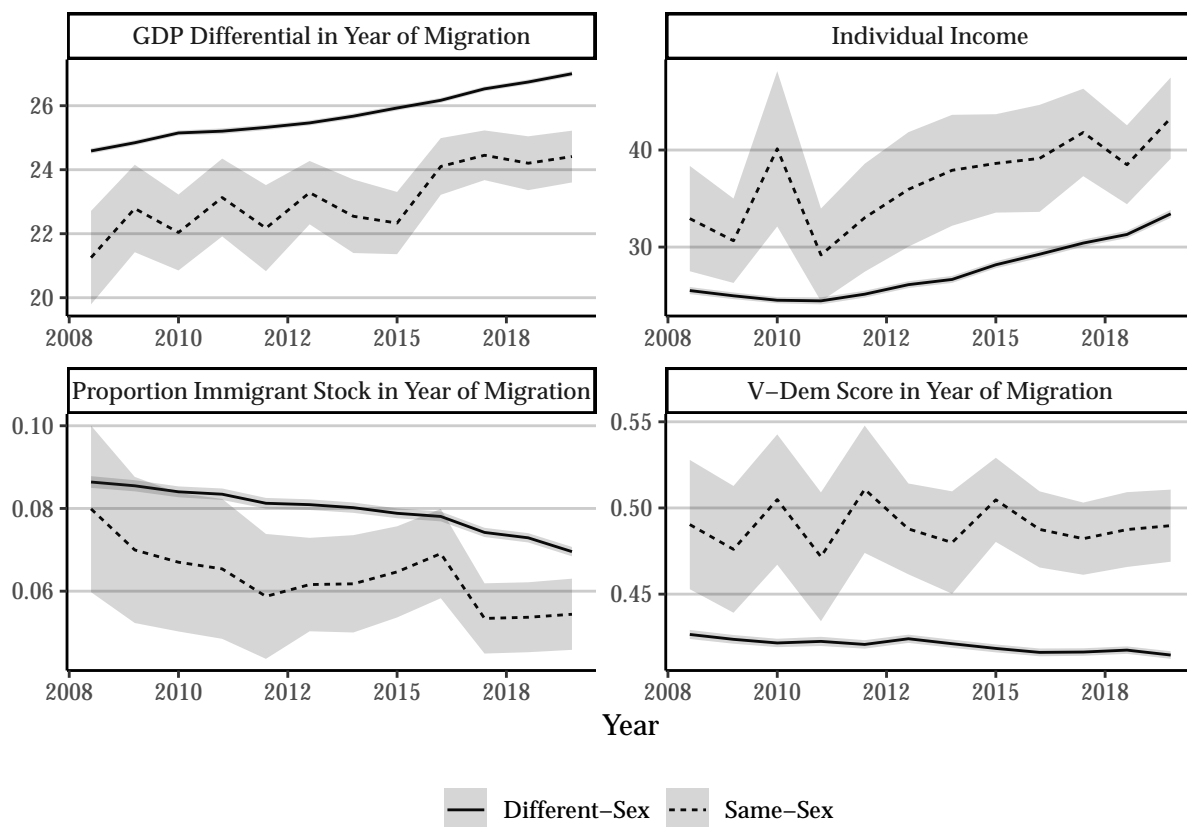 GDP Differential in Year of Migration
26
24
22
20
2008 2010 2012 2015 2018
Individual Income
40
30
2008 2010 2012 2015 2018
Proportion Immigrant Stock in Year of Migration
0.10
0.08
0.06
2008 2010 2012 2015 2018
V−Dem Score in Year of Migration
0.55
0.50
0.45
2008 2010 2012 2015 2018
Year
Different−Sex Same−Sex